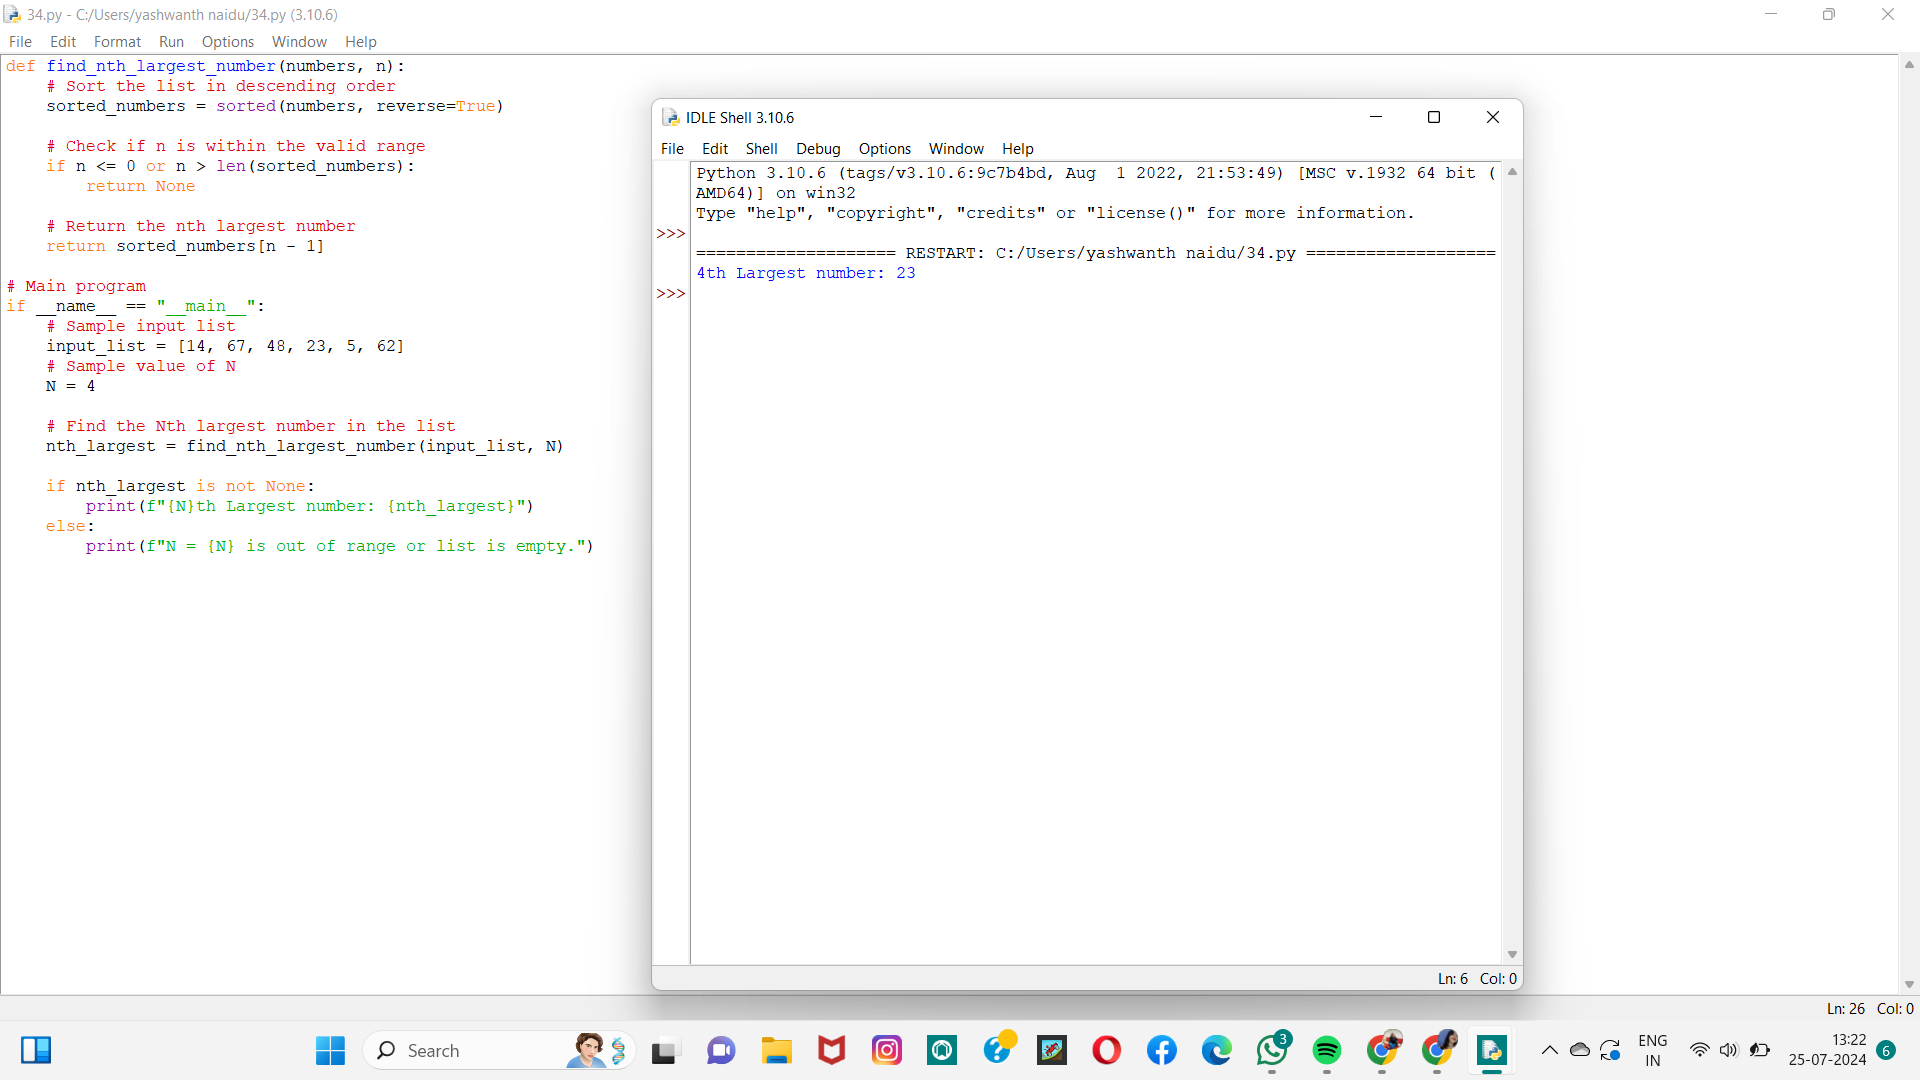 34.py - C:/Users/yashwanth naidu/34.py (3.10.6)
File Edit Format Run Options Window Help
def find_nth_largest_number(numbers, n):
    # Sort the list in descending order
    sorted_numbers = sorted(numbers, reverse=True)
    # Check if n is within the valid range
    if n <= 0 or n > len(sorted_numbers):
        return None
    # Return the nth largest number
    return sorted_numbers[n - 1]
# Main program
if __name__ == "__main__":
    # Sample input list
    input_list = [14, 67, 48, 23, 5, 62]
    # Sample value of N
    N = 4
    # Find the Nth largest number in the list
    nth_largest = find_nth_largest_number(input_list, N)
    if nth_largest is not None:
        print(f"{N}th Largest number: {nth_largest}")
    else:
        print(f"N = {N} is out of range or list is empty.")
IDLE Shell 3.10.6
File Edit Shell Debug Options Window Help
Python 3.10.6 (tags/v3.10.6:9c7b4bd, Aug  1 2022, 21:53:49) [MSC v.1932 64 bit (
AMD64)] on win32
Type "help", "copyright", "credits" or "license()" for more information.
>>>
==================== RESTART: C:/Users/yashwanth naidu/34.py ===================
4th Largest number: 23
>>>
Ln: 6 Col: 0
Ln: 26 Col: 0
Search
3
ENG
IN
13:22
25-07-2024
6